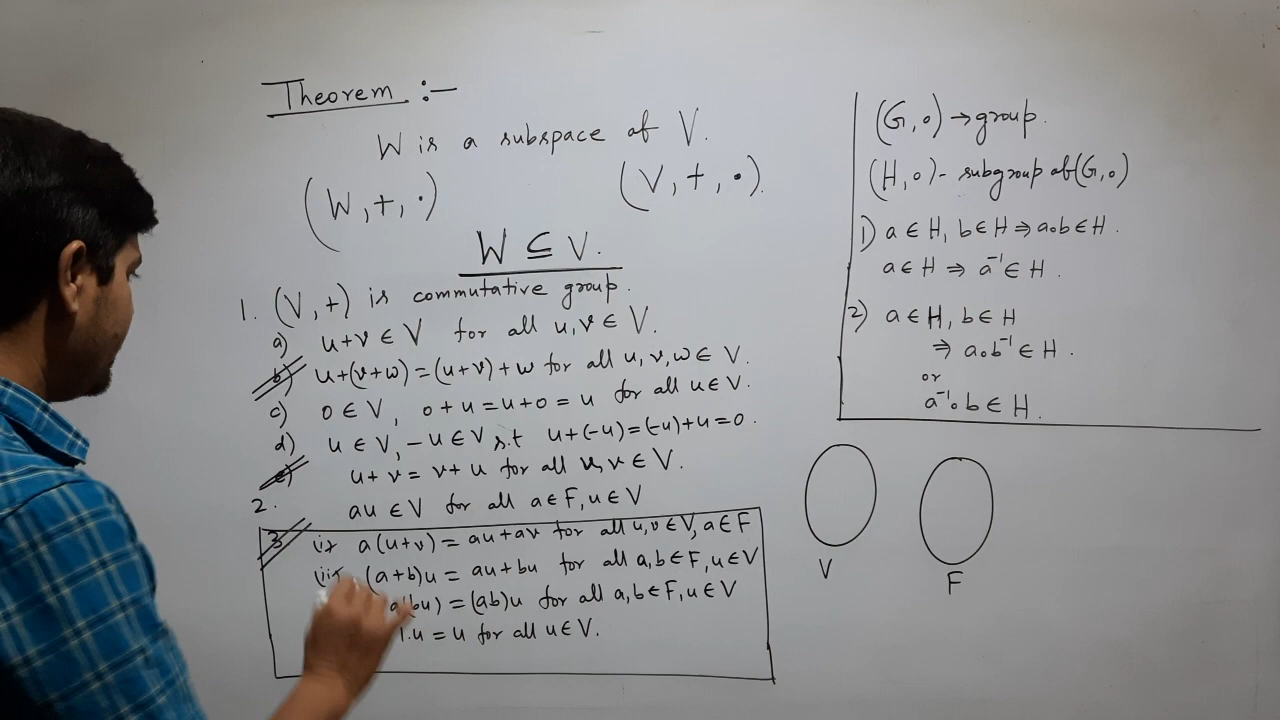 Theorem :-
W is a subspace of V.
(W,+,·) (V,+,·).
W ⊆ V.
1. (V,+) is commutative group.
a) u+v ∈ V for all u,v ∈ V.
b) u+(v+w) = (u+v)+w for all u,v,w ∈ V.
c) 0 ∈ V, 0+u = u+0 = u for all u ∈ V.
d) u ∈ V, -u ∈ V s.t u+(-u) = (-u)+u = 0.
e) u+v = v+u for all u,v ∈ V.
2. au ∈ V for all a ∈ F, u ∈ V
3. (i) a(u+v) = au+av for all u,v ∈ V, a ∈ F
(ii) (a+b)u = au+bu for all a,b ∈ F, u ∈ V
a(bu) = (ab)u for all a,b ∈ F, u ∈ V
1.u = u for all u ∈ V.
(G,o) → group.
(H,o) - subgroup of (G,o)
1) a ∈ H, b ∈ H ⇒ aob ∈ H.
a ∈ H ⇒ a⁻¹ ∈ H.
2) a ∈ H, b ∈ H
⇒ aob⁻¹ ∈ H.
or
a⁻¹ob ∈ H.
V
F